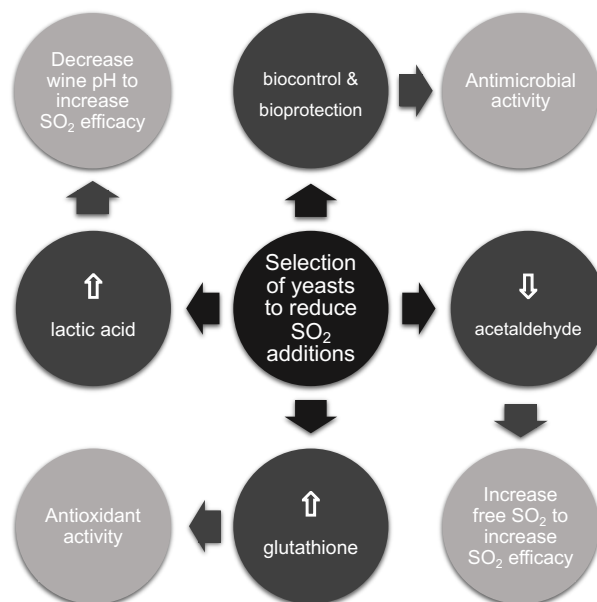 Decrease
wine pH to
increase
SO₂ efficacy
biocontrol &
bioprotection
Antimicrobial
activity
⇧
lactic acid
Selection
of yeasts
to reduce
SO₂
additions
⇩
acetaldehyde
Antioxidant
activity
⇧
glutathione
Increase
free SO₂ to
increase
SO₂ efficacy